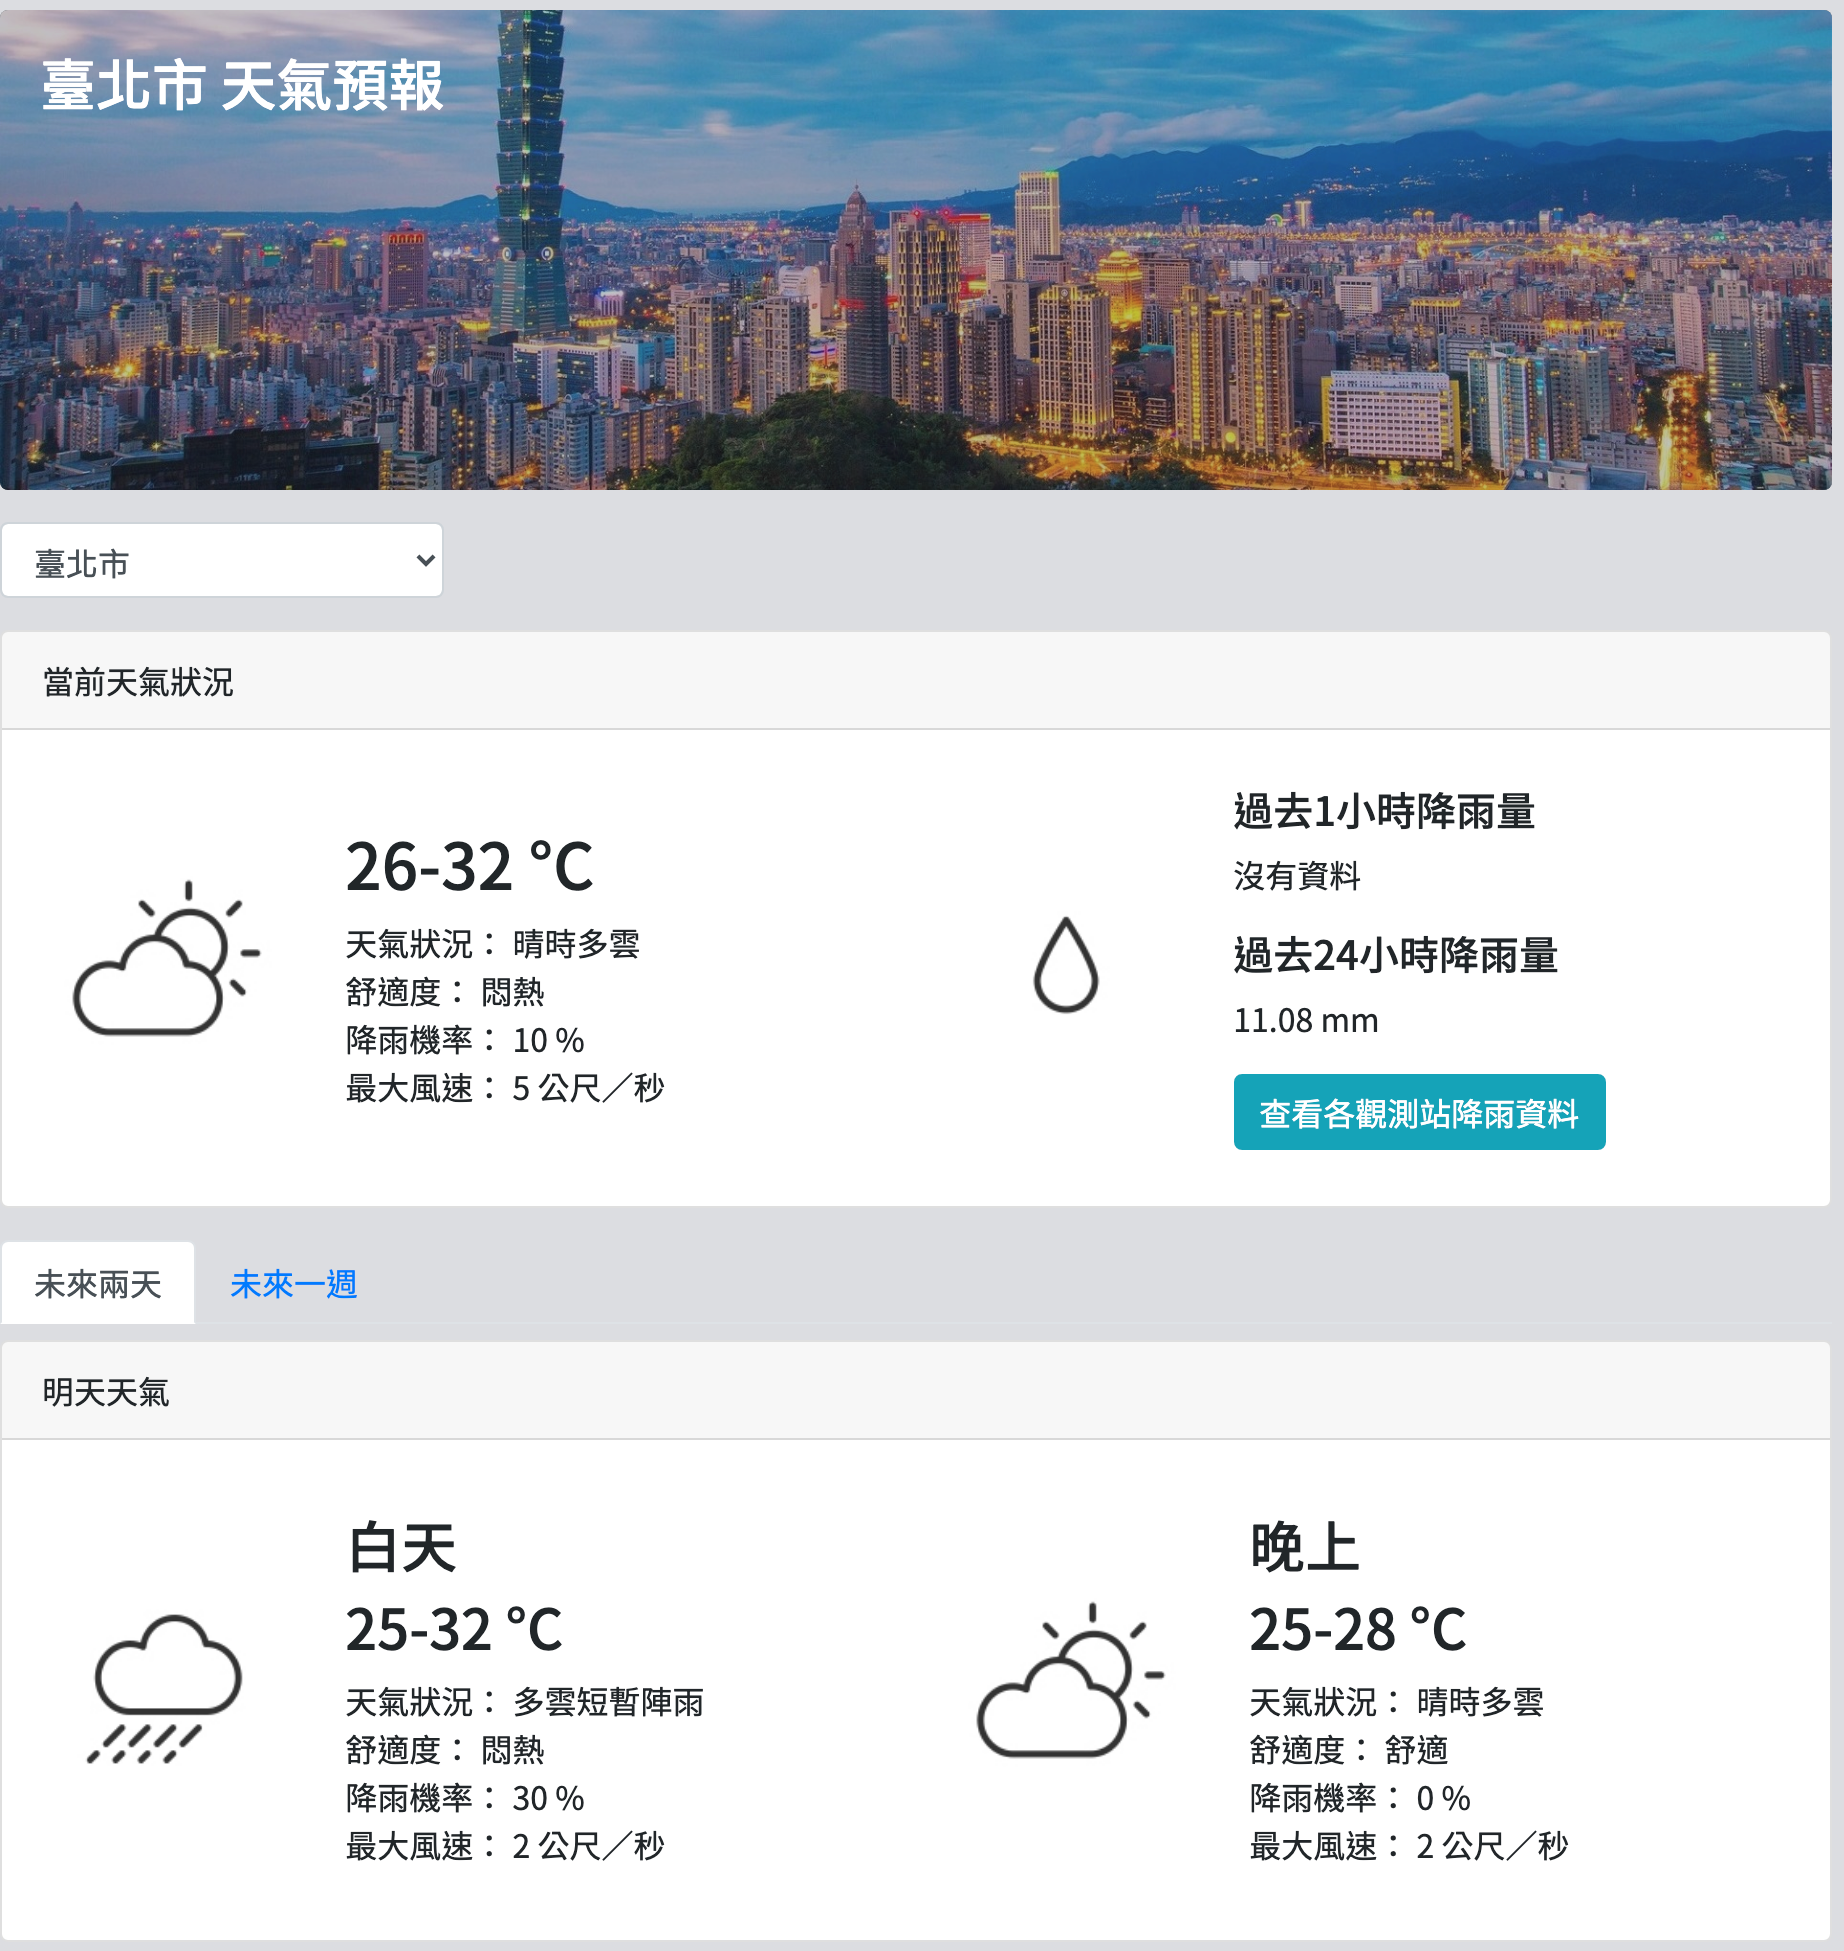 臺北市 天氣預報
臺北市
當前天氣狀況
26-32 °C
天氣狀況： 晴時多雲
舒適度： 悶熱
降雨機率： 10 %
最大風速： 5 公尺／秒
過去1小時降雨量
沒有資料
過去24小時降雨量
11.08 mm
查看各觀測站降雨資料
未來兩天
未來一週
明天天氣
白天
25-32 °C
天氣狀況： 多雲短暫陣雨
舒適度： 悶熱
降雨機率： 30 %
最大風速： 2 公尺／秒
晚上
25-28 °C
天氣狀況： 晴時多雲
舒適度： 舒適
降雨機率： 0 %
最大風速： 2 公尺／秒